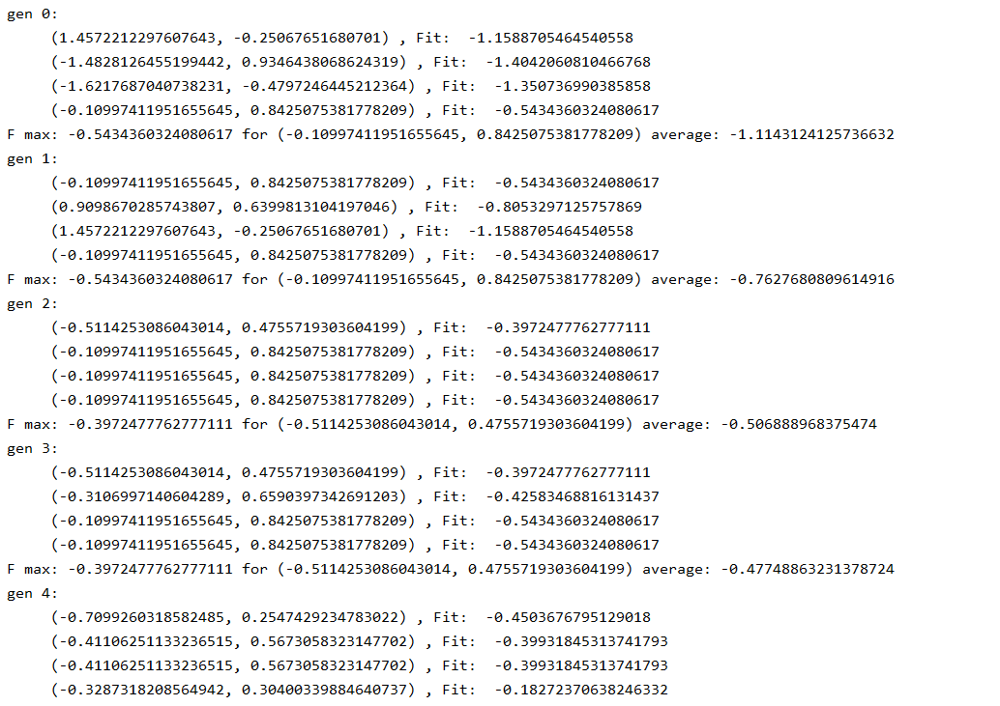 gen 0:
(1.4572212297607643, -0.25067651680701) , Fit:  -1.1588705464540558
(-1.4828126455199442, 0.9346438068624319) , Fit:  -1.4042060810466768
(-1.6217687040738231, -0.4797246445212364) , Fit:  -1.350736990385858
(-0.10997411951655645, 0.8425075381778209) , Fit:  -0.5434360324080617
F max: -0.5434360324080617 for (-0.10997411951655645, 0.8425075381778209) average: -1.1143124125736632
gen 1:
(-0.10997411951655645, 0.8425075381778209) , Fit:  -0.5434360324080617
(0.9098670285743807, 0.6399813104197046) , Fit:  -0.8053297125757869
(1.4572212297607643, -0.25067651680701) , Fit:  -1.1588705464540558
(-0.10997411951655645, 0.8425075381778209) , Fit:  -0.5434360324080617
F max: -0.5434360324080617 for (-0.10997411951655645, 0.8425075381778209) average: -0.7627680809614916
gen 2:
(-0.5114253086043014, 0.4755719303604199) , Fit:  -0.3972477762777111
(-0.10997411951655645, 0.8425075381778209) , Fit:  -0.5434360324080617
(-0.10997411951655645, 0.8425075381778209) , Fit:  -0.5434360324080617
(-0.10997411951655645, 0.8425075381778209) , Fit:  -0.5434360324080617
F max: -0.3972477762777111 for (-0.5114253086043014, 0.4755719303604199) average: -0.506888968375474
gen 3:
(-0.5114253086043014, 0.4755719303604199) , Fit:  -0.3972477762777111
(-0.3106997140604289, 0.6590397342691203) , Fit:  -0.42583468816131437
(-0.10997411951655645, 0.8425075381778209) , Fit:  -0.5434360324080617
(-0.10997411951655645, 0.8425075381778209) , Fit:  -0.5434360324080617
F max: -0.3972477762777111 for (-0.5114253086043014, 0.4755719303604199) average: -0.47748863231378724
gen 4:
(-0.7099260318582485, 0.2547429234783022) , Fit:  -0.4503676795129018
(-0.41106251133236515, 0.5673058323147702) , Fit:  -0.39931845313741793
(-0.41106251133236515, 0.5673058323147702) , Fit:  -0.39931845313741793
(-0.3287318208564942, 0.30400339884640737) , Fit:  -0.18272370638246332